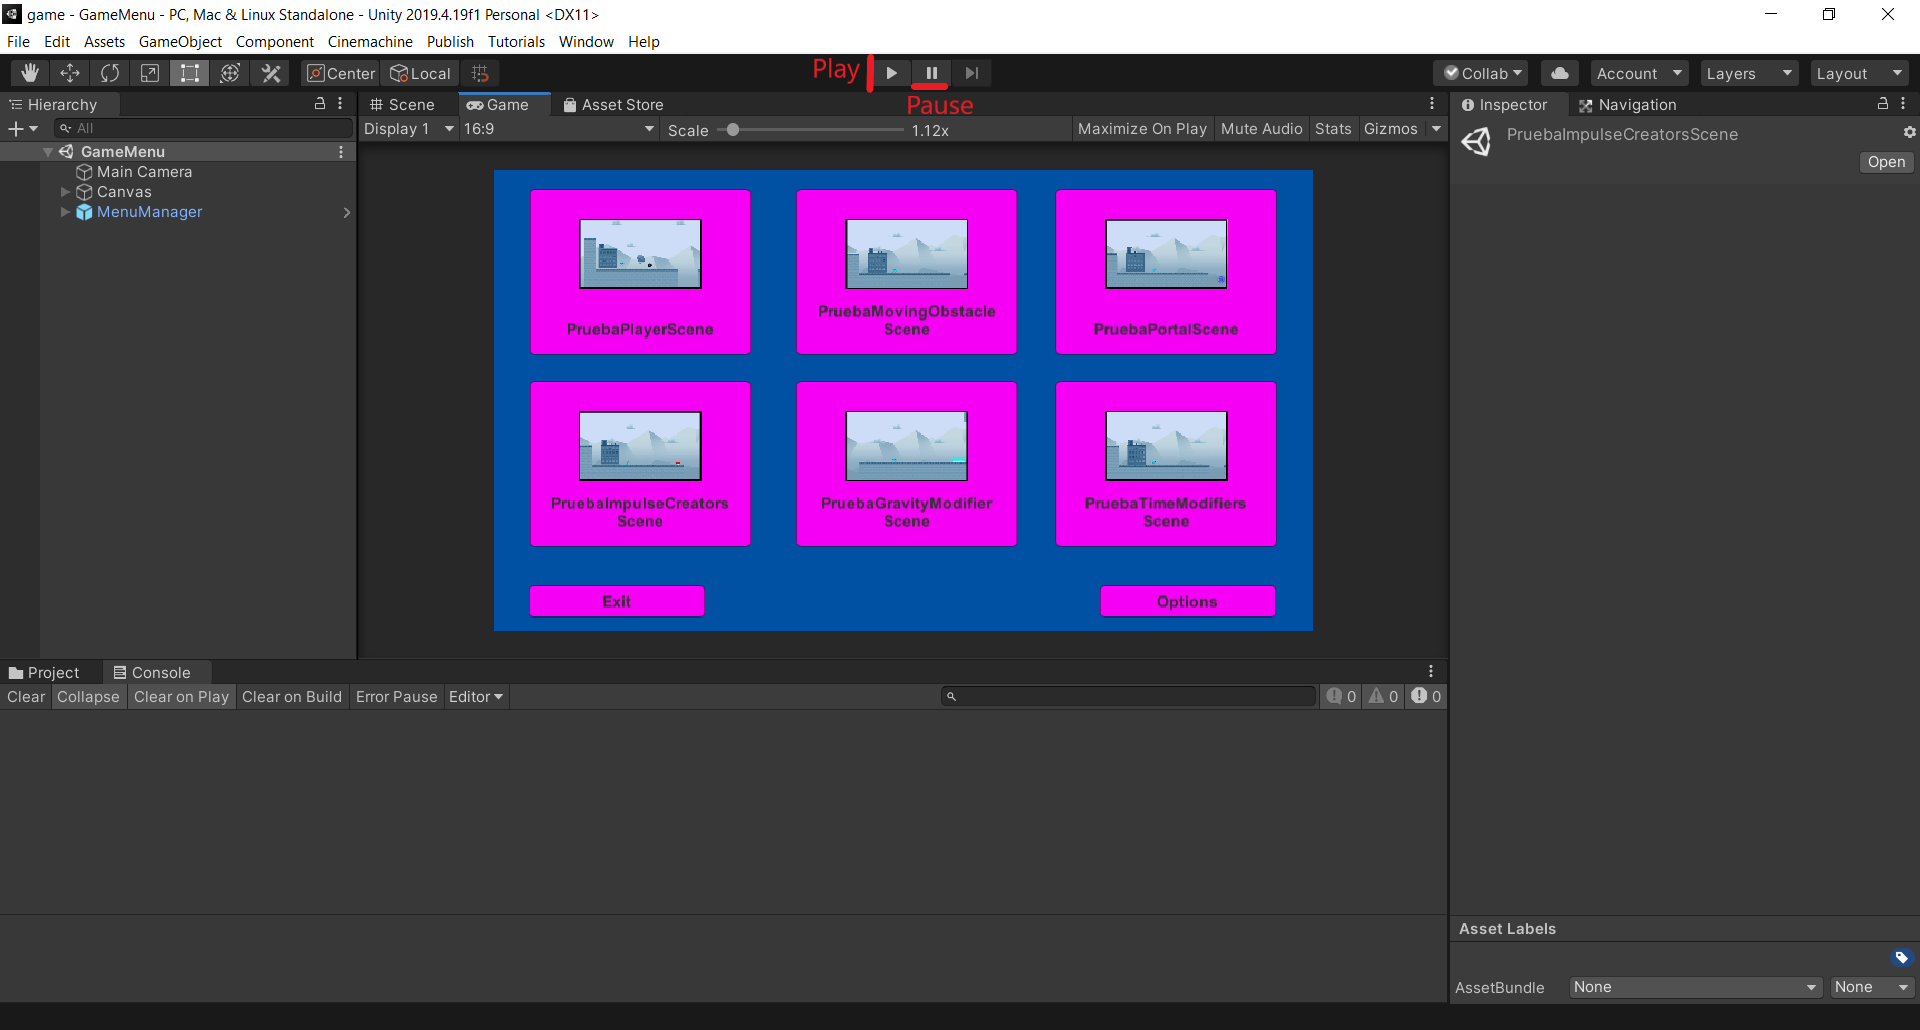 game - GameMenu - PC, Mac & Linux Standalone - Unity 2019.4.19f1 Personal <DX11>
File Edit Assets GameObject Component Cinemachine Publish Tutorials Window Help
Center Local Play Collab Account Layers Layout
Pause
Hierarchy Scene Game Asset Store Inspector Navigation
All Display 1 16:9 Scale 1.12x Maximize On Play Mute Audio Stats Gizmos PruebaImpulseCreatorsScene
Open
GameMenu
Main Camera
Canvas
MenuManager
PruebaPlayerScene
PruebaMovingObstacle
Scene
PruebaPortalScene
PruebaImpulseCreators
Scene
PruebaGravityModifier
Scene
PruebaTimeModifiers
Scene
Exit Options
Project Console
Clear Collapse Clear on Play Clear on Build Error Pause Editor 0 0 0
Asset Labels
AssetBundle None None